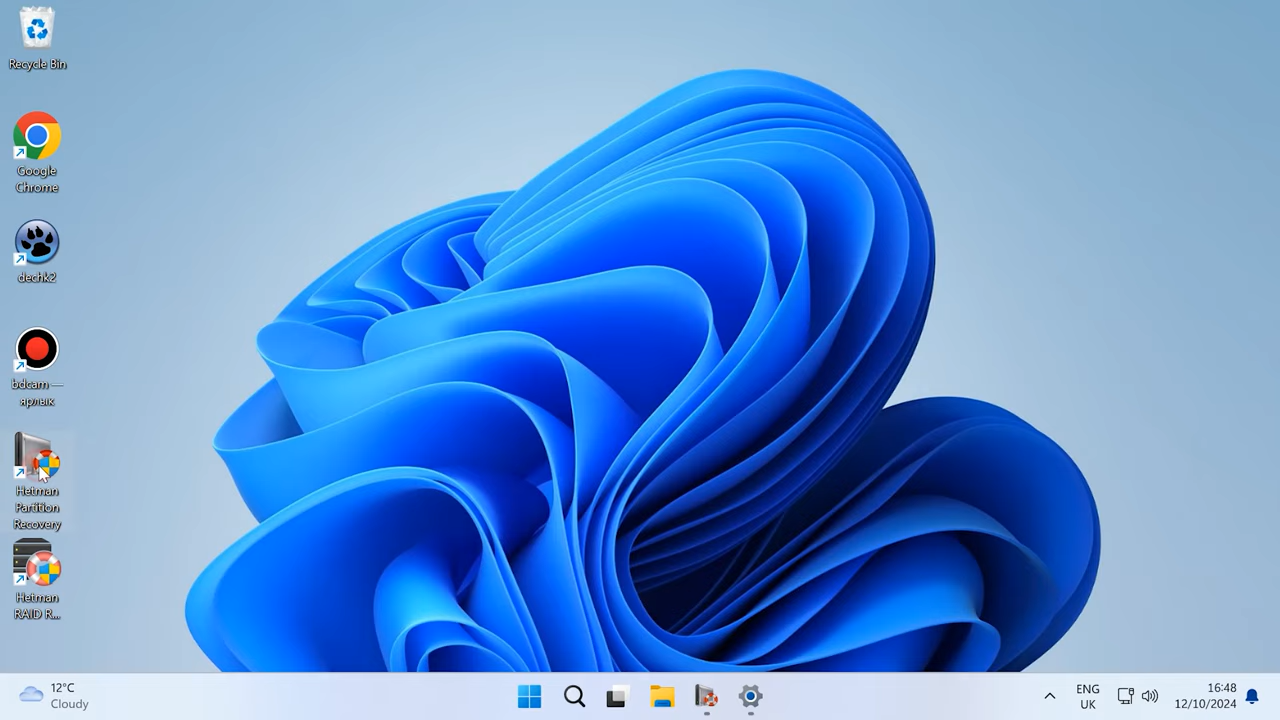 Recycle Bin
Google
Chrome
dechk2
bdcam —
ярлык
Hetman
Partition
Recovery
Hetman
RAID R...
12°C
Cloudy
ENG
UK
16:48
12/10/2024